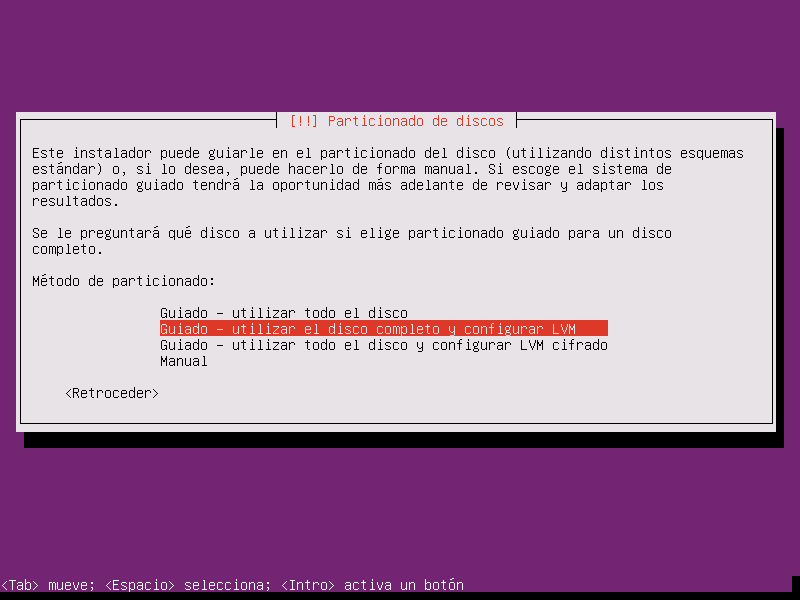 [!!] Particionado de discos
Este instalador puede guiarle en el particionado del disco (utilizando distintos esquemas
estándar) o, si lo desea, puede hacerlo de forma manual. Si escoge el sistema de
particionado guiado tendrá la oportunidad más adelante de revisar y adaptar los
resultados.
Se le preguntará qué disco a utilizar si elige particionado guiado para un disco
completo.
Método de particionado:
Guiado – utilizar todo el disco
Guiado – utilizar el disco completo y configurar LVM
Guiado – utilizar todo el disco y configurar LVM cifrado
Manual
<Retroceder>
<Tab> mueve; <Espacio> selecciona; <Intro> activa un botón